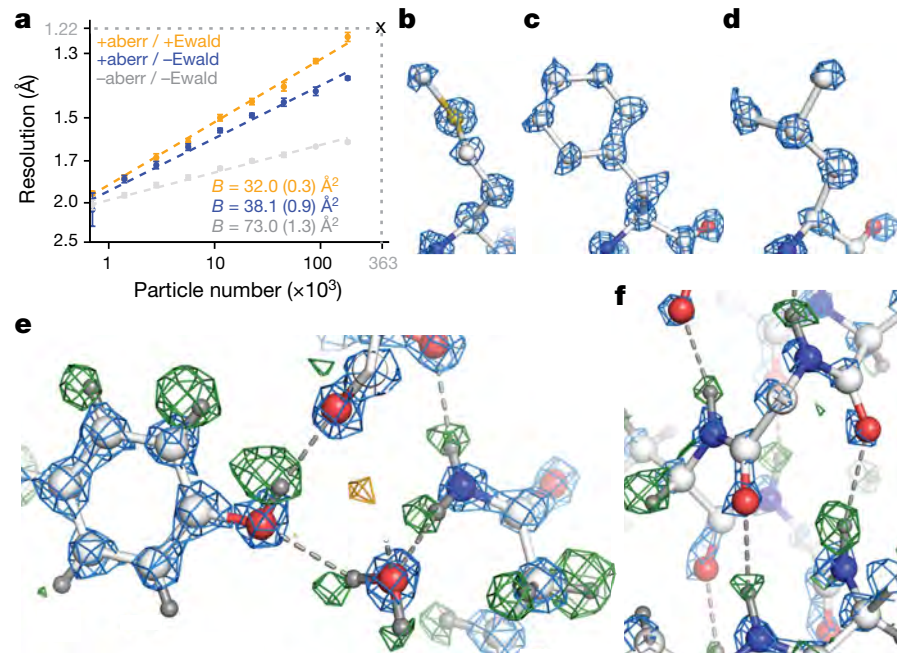 a
1.22
1.3
1.5
1.7
2.0
2.5
Resolution (Å)
+aberr / +Ewald
+aberr / –Ewald
–aberr / –Ewald
x
B = 32.0 (0.3) Å²
B = 38.1 (0.9) Å²
B = 73.0 (1.3) Å²
1
10
100
363
Particle number (×10³)
b
c
d
e
f